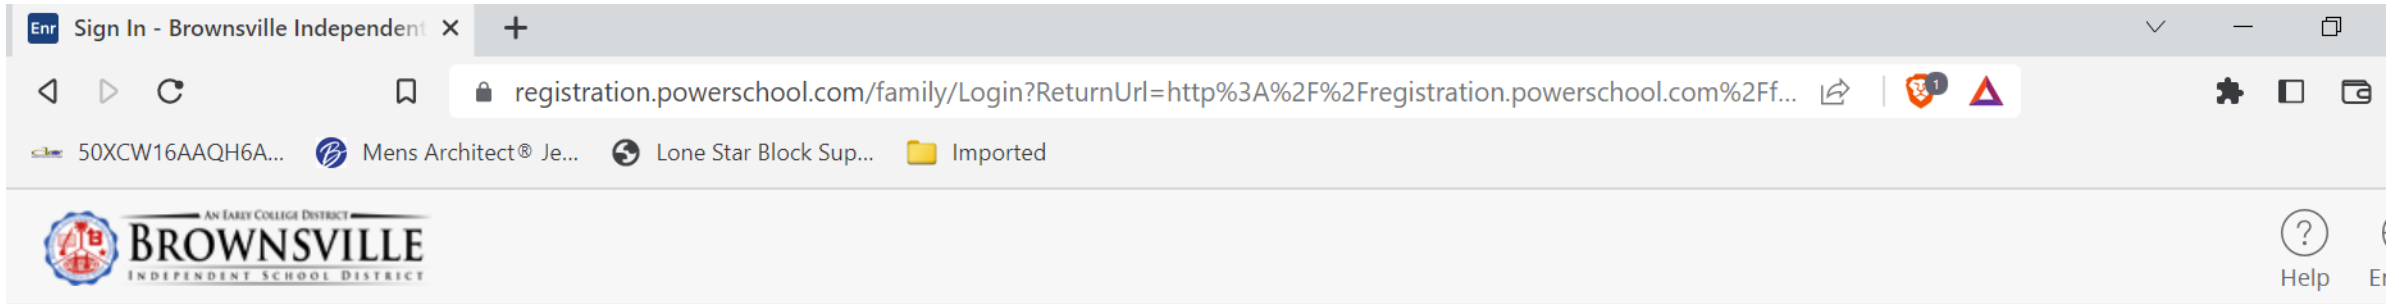 Enr Sign In - Brownsville Independent
registration.powerschool.com/family/Login?ReturnUrl=http%3A%2F%2Fregistration.powerschool.com%2Ff... 1
50XCW16AAQH6A... Mens Architect® Je... Lone Star Block Sup... Imported
AN EARLY COLLEGE DISTRICT
BROWNSVILLE
INDEPENDENT SCHOOL DISTRICT
?
Help